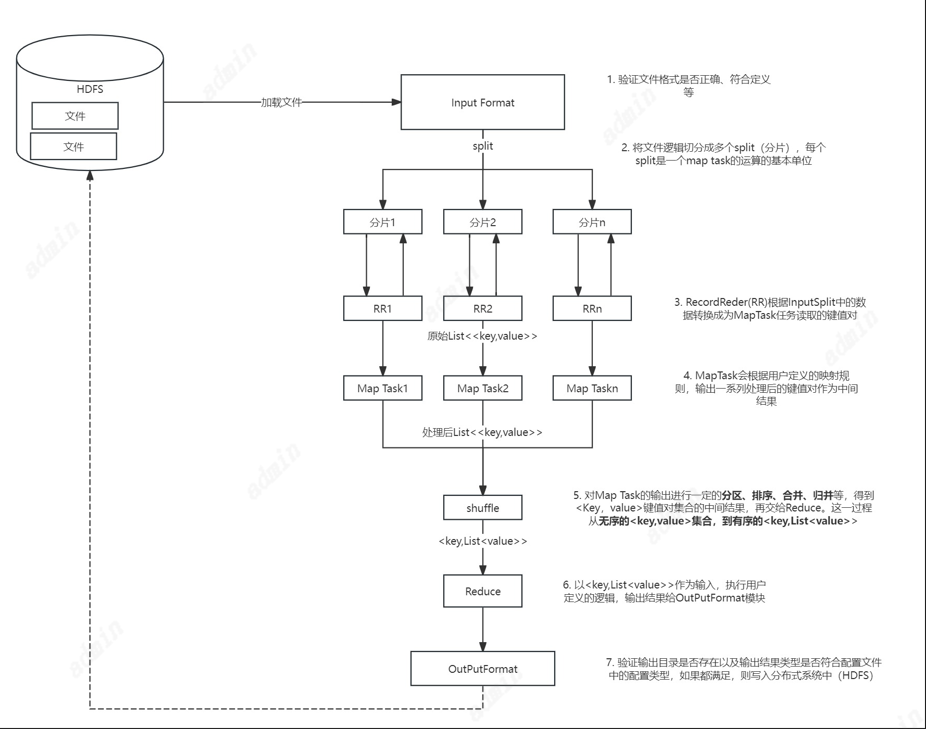 HDFS
文件
文件
加载文件
Input Format
1. 验证文件格式是否正确、符合定义
等
split
2. 将文件逻辑切分成多个split（分片），每个
split是一个map task的运算的基本单位
分片1
分片2
分片n
RR1
RR2
RRn
3. RecordReder(RR)根据InputSplit中的数
据转换成为MapTask任务读取的键值对
原始List<<key,value>>
Map Task1
Map Task2
Map Taskn
4. MapTask会根据用户定义的映射规
则，输出一系列处理后的键值对作为中间
结果
处理后List<<key,value>>
shuffle
5. 对Map Task的输出进行一定的分区、排序、合并、归并等，得到
<Key，value>键值对集合的中间结果，再交给Reduce。这一过程
从无序的<key,value>集合，到有序的<key,List<value>>
<key,List<value>>
Reduce
6. 以<key,List<value>>作为输入，执行用户
定义的逻辑，输出结果给OutPutFormat模块
OutPutFormat
7. 验证输出目录是否存在以及输出结果类型是否符合配置文件
中的配置类型，如果都满足，则写入分布式系统中（HDFS）
admin
admin
admin
admin
admin
admin
admin
admin
admin